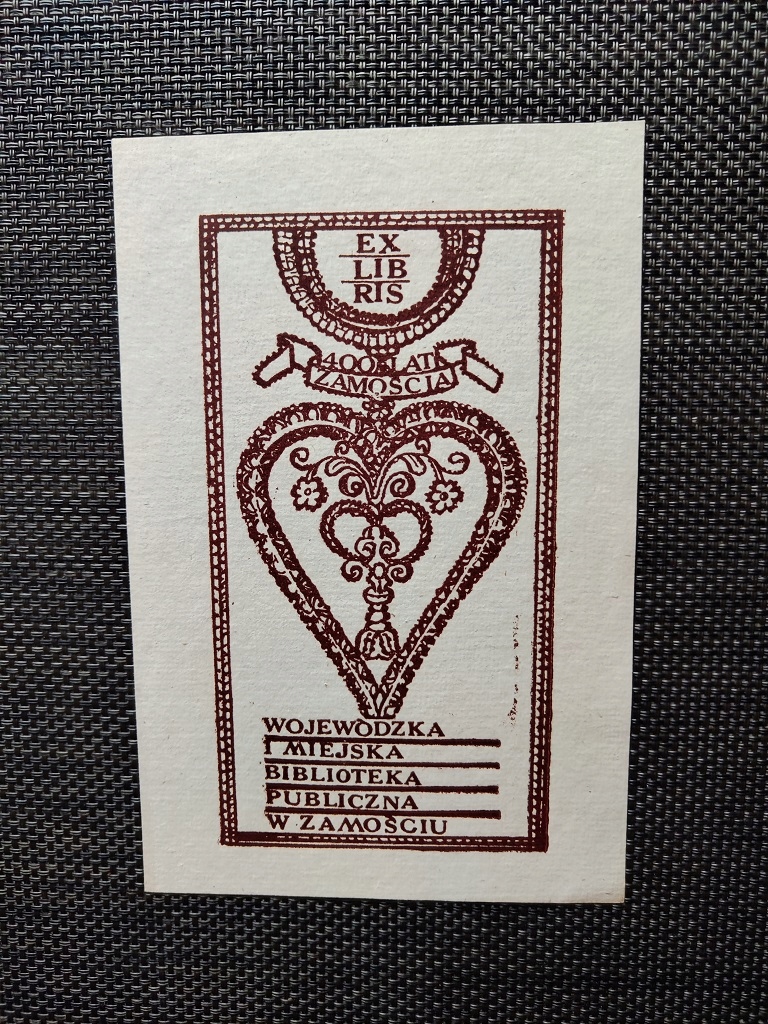 EX
LIB
RIS
400 LAT
ZAMOŚCIA
WOJEWÓDZKA
I MIEJSKA
BIBLIOTEKA
PUBLICZNA
W ZAMOŚCIU